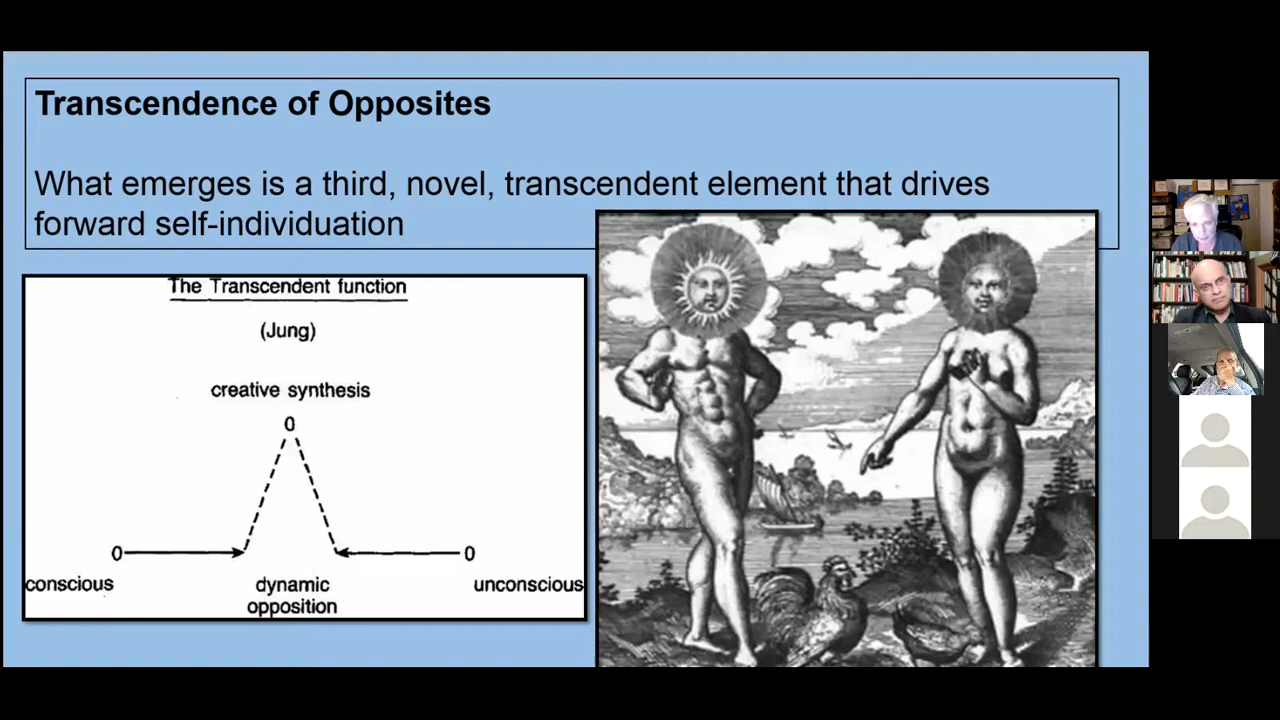 Transcendence of Opposites
What emerges is a third, novel, transcendent element that drives
forward self-individuation
The Transcendent function
(Jung)
creative synthesis
0
0 0
conscious dynamic unconscious
opposition